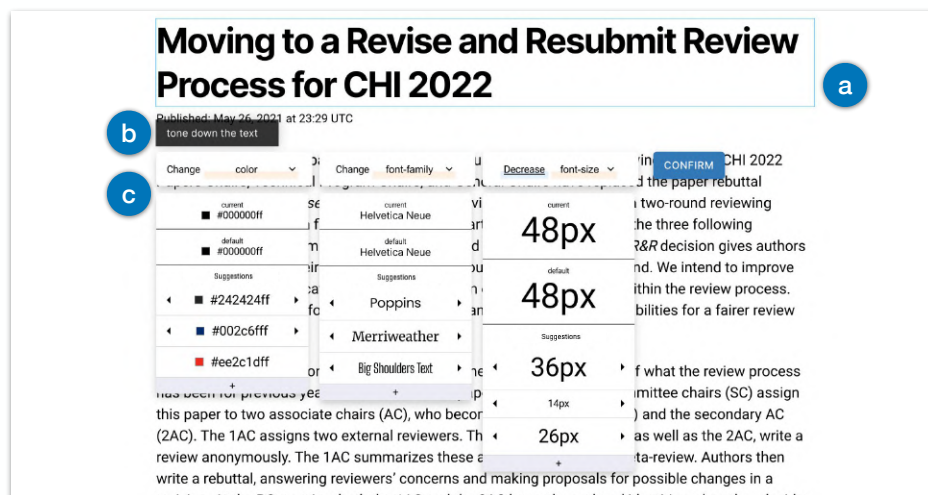 Moving to a Revise and Resubmit Review
Process for CHI 2022
a
Published: May 26, 2021 at 23:29 UTC
b
tone down the text
c
Change color
Change font-family
Decrease font-size
CONFIRM
CHI 2022
the paper rebuttal
two-round reviewing
the three following
R&R decision gives authors
nd. We intend to improve
ithin the review process.
bilities for a fairer review
current
#000000ff
default
#000000ff
Suggestions
#242424ff
#002c6fff
#ee2c1dff
+
current
Helvetica Neue
default
Helvetica Neue
Suggestions
Poppins
Merriweather
Big Shoulders Text
+
current
48px
default
48px
Suggestions
36px
14px
26px
+
of what the review process
has been for previous
mmittee chairs (SC) assign
this paper to two associate chairs (AC), who
) and the secondary AC
(2AC). The 1AC assigns two external reviewers.
as well as the 2AC, write a
review anonymously. The 1AC summarizes these
eta-review. Authors then
write a rebuttal, answering reviewers' concerns and making proposals for possible changes in a